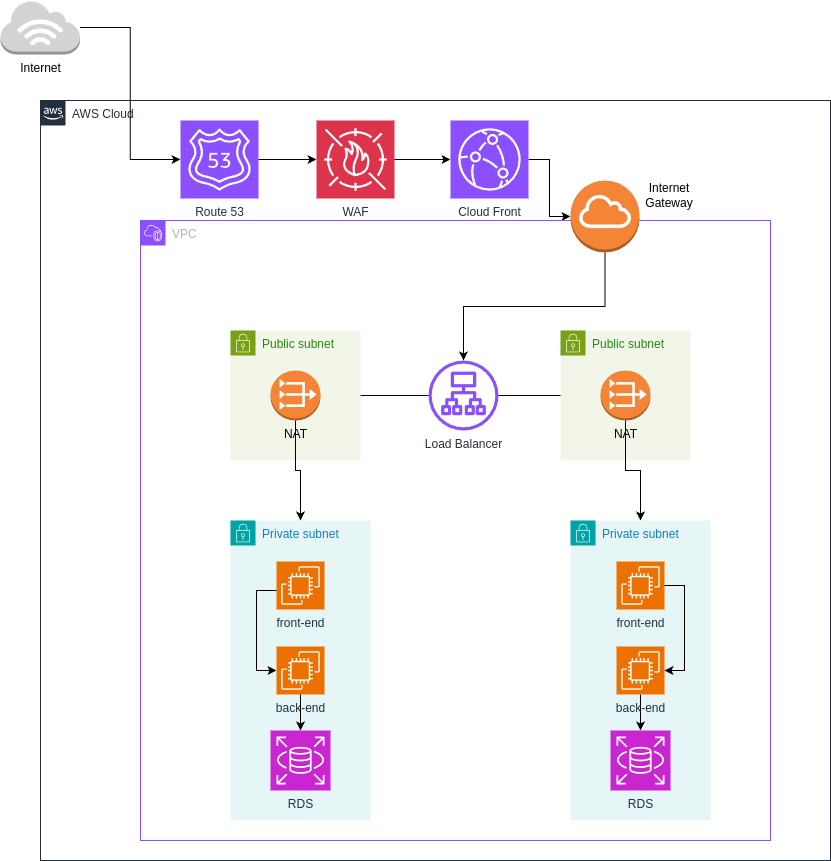 Internet
aws
AWS Cloud
53
Route 53
WAF
Cloud Front
Internet
Gateway
VPC
Public subnet
Public subnet
NAT
NAT
Load Balancer
Private subnet
Private subnet
front-end
front-end
back-end
back-end
RDS
RDS